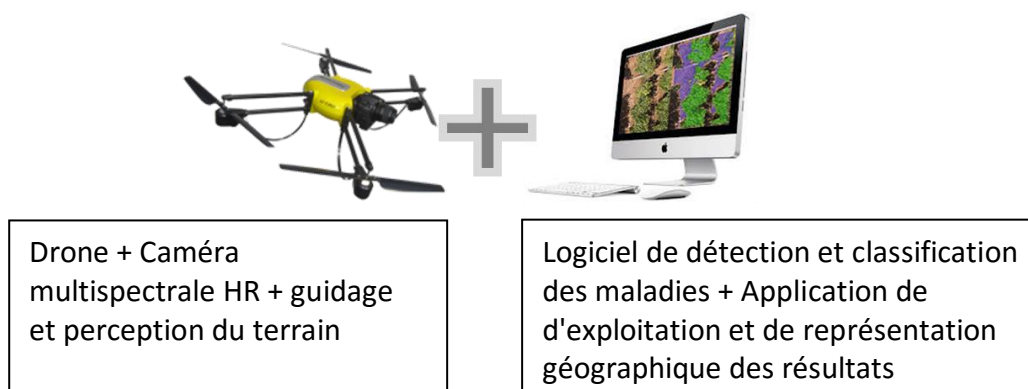 Drone + Caméra
multispectrale HR + guidage
et perception du terrain
Logiciel de détection et classification
des maladies + Application de
d'exploitation et de représentation
géographique des résultats